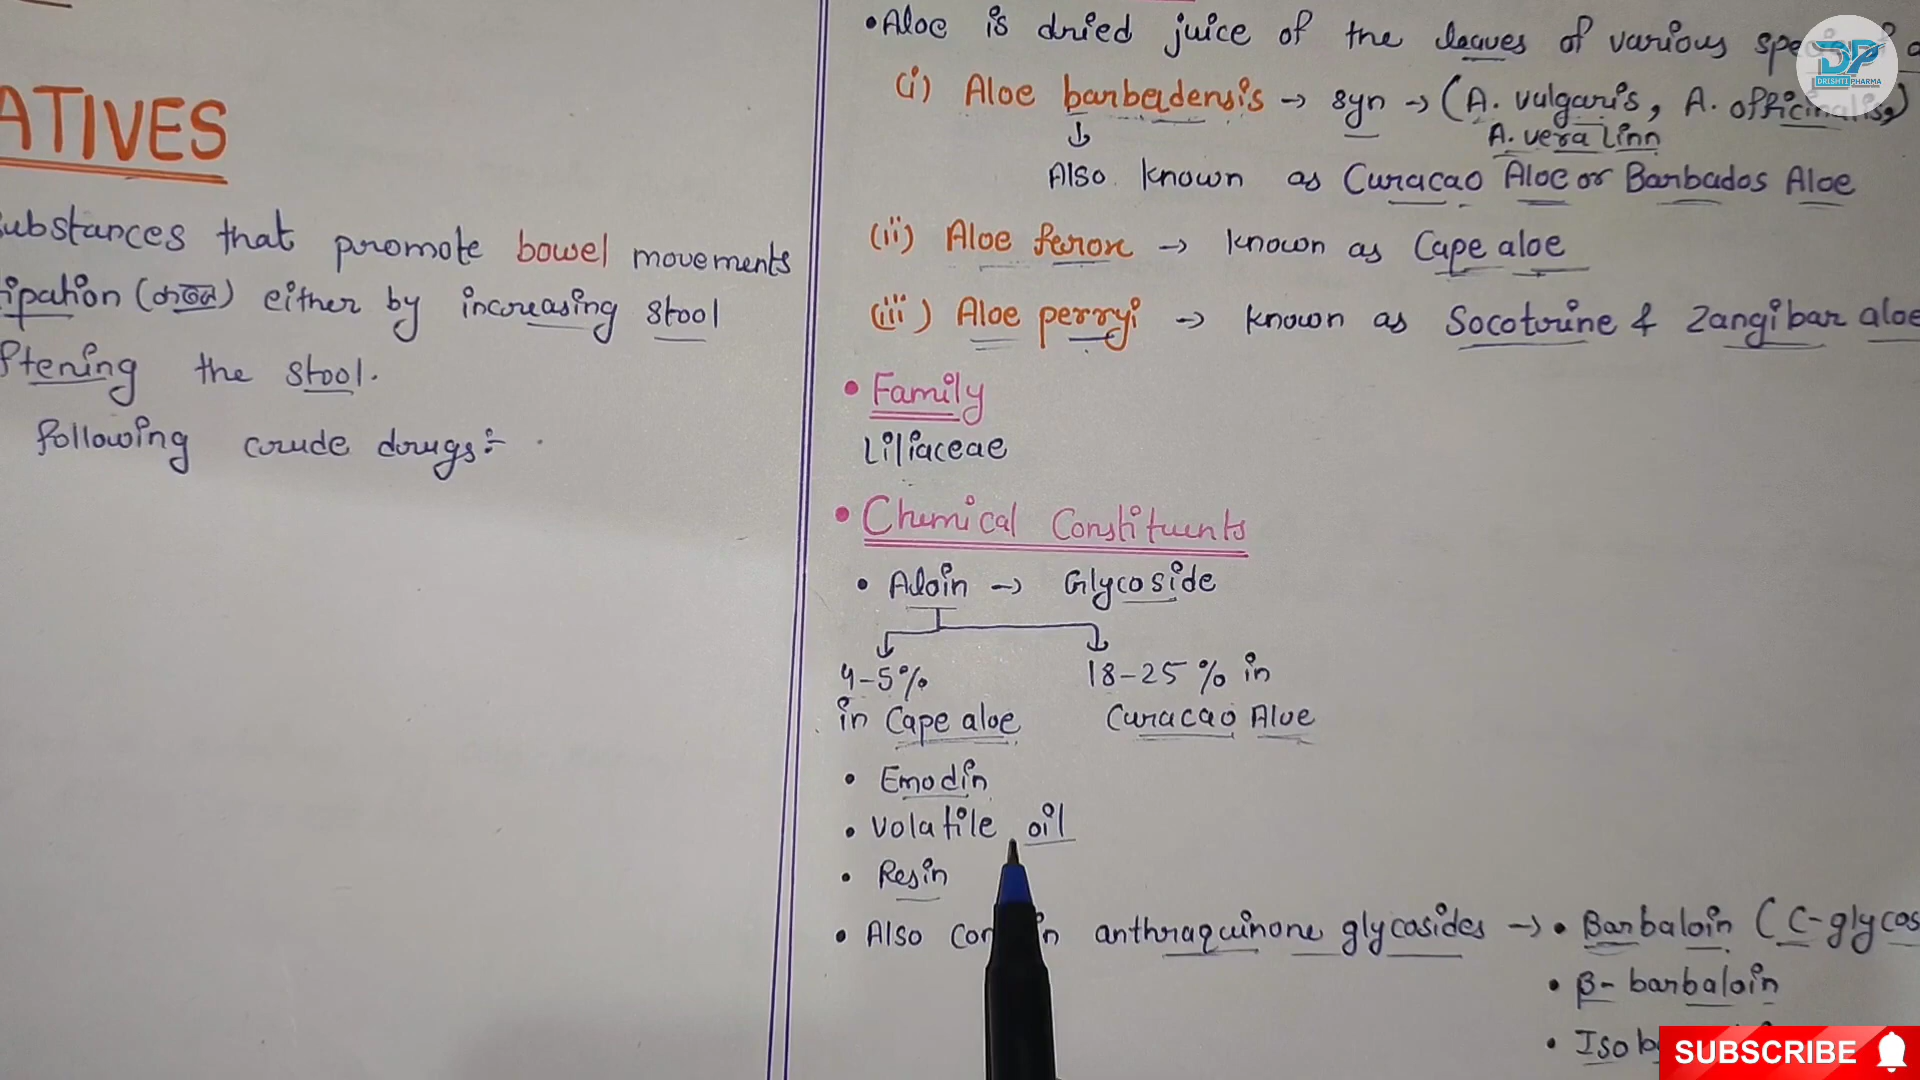 ATIVES
substances that promote bowel movements
ipation (कब्ज) either by increasing stool
ftening the stool.
following crude drugs:-
• Aloe is dried juice of the leaves of various
(i) Aloe barbadensis → syn → (A. vulgaris, A. officinalis,)
A. vera linn
↓
Also known as Curacao Aloe or Barbados Aloe
(ii) Aloe ferox → known as Cape aloe
(iii) Aloe perryi → known as Socotrine & Zangibar aloe
• Family
Liliaceae
• Chemical Constituents
• Aloin → Glycoside
4-5% 18-25% in
in Cape aloe Curacao Aloe
• Emodin
• Volatile oil
• Resin
• Also anthraquinone glycosides → • Barbaloin (C-glycos
• β- barbaloin
• Iso
DP
DRISHTI PHARMA
SUBSCRIBE